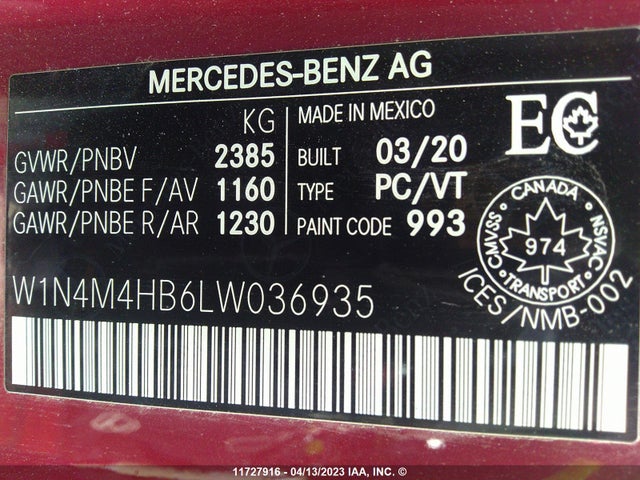 MERCEDES-BENZ AG
KG
GVWR/PNBV 2385
GAWR/PNBE F/AV 1160
GAWR/PNBE R/AR 1230
MADE IN MEXICO
BUILT 03/20
TYPE PC/VT
PAINT CODE 993
EC
CANADA
CMVSS NSVAC
974
TRANSPORT
ICES/NMB-002
W1N4M4HB6LW036935
11727916 - 04/13/2023 IAA, INC. ©